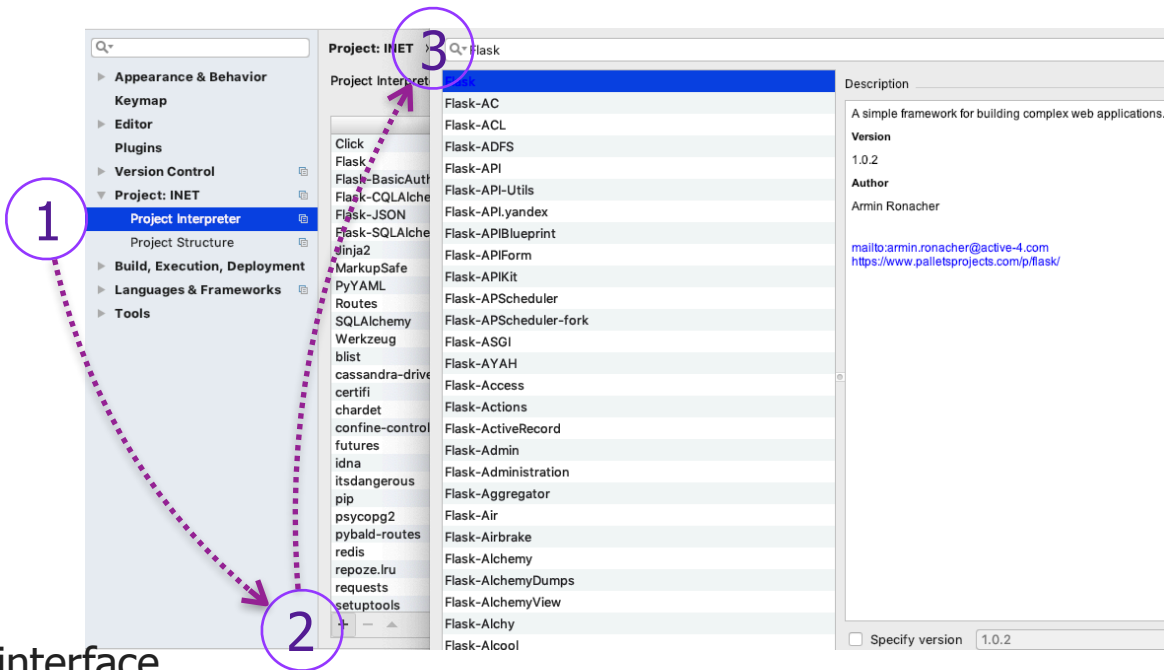 Appearance & Behavior
Keymap
Editor
Plugins
Version Control
Project: INET
Project Interpreter
Project Structure
Build, Execution, Deployment
Languages & Frameworks
Tools
1
2
3
Project: INET
Project Interpret
Click
Flask
Flask-BasicAuth
Flask-CQLAlche
Flask-JSON
Flask-SQLAlche
Jinja2
MarkupSafe
PyYAML
Routes
SQLAlchemy
Werkzeug
blist
cassandra-drive
certifi
chardet
confine-control
futures
idna
itsdangerous
pip
psycopg2
pybald-routes
redis
repoze.lru
requests
setuptools
Flask
Flask
Flask-AC
Flask-ACL
Flask-ADFS
Flask-API
Flask-API-Utils
Flask-API.yandex
Flask-APIBlueprint
Flask-APIForm
Flask-APIKit
Flask-APScheduler
Flask-APScheduler-fork
Flask-ASGI
Flask-AYAH
Flask-Access
Flask-Actions
Flask-ActiveRecord
Flask-Admin
Flask-Administration
Flask-Aggregator
Flask-Air
Flask-Airbrake
Flask-Alchemy
Flask-AlchemyDumps
Flask-AlchemyView
Flask-Alchy
Flask-Alcool
Description
A simple framework for building complex web applications.
Version
1.0.2
Author
Armin Ronacher
mailto:armin.ronacher@active-4.com
https://www.palletsprojects.com/p/flask/
Specify version 1.0.2
interface